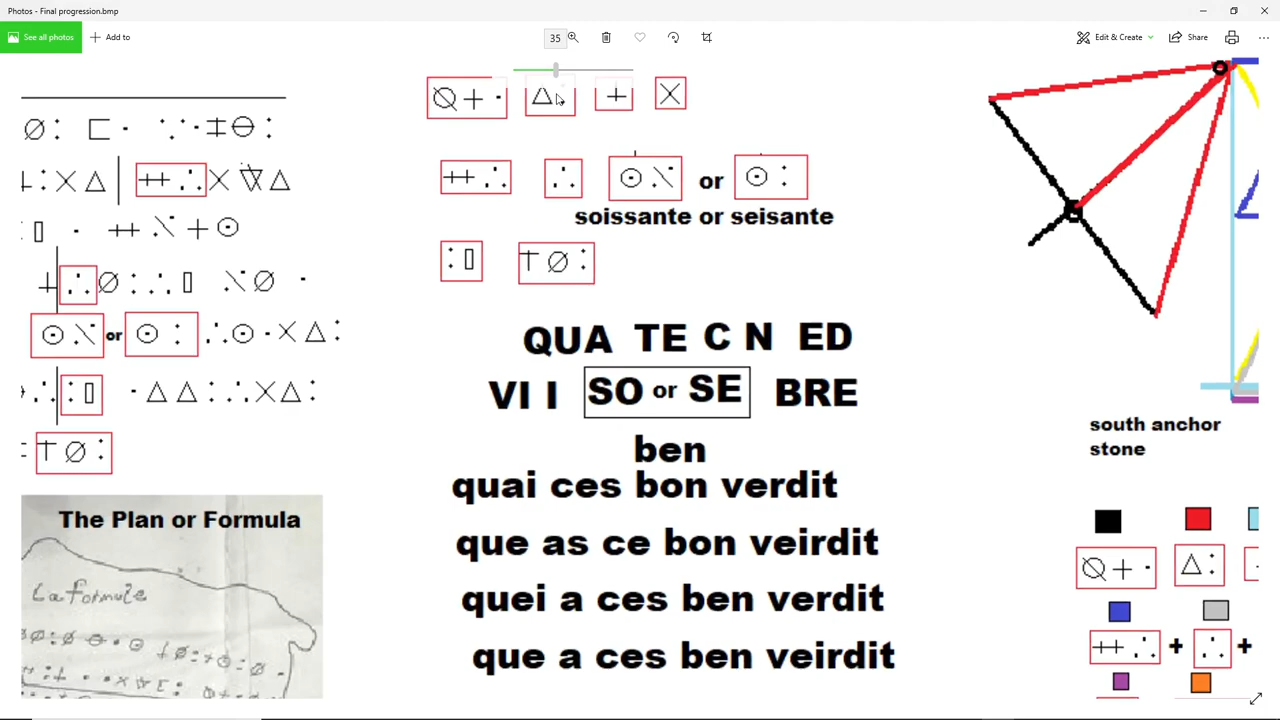 Photos - Final progression.bmp
See all photos
Add to
35
Edit & Create
Share
or
soissante or seisante
or
QUA TE C N ED
VI I SO or SE BRE
ben
quai ces bon verdit
que as ce bon veirdit
quei a ces ben verdit
que a ces ben veirdit
south anchor
stone
The Plan or Formula
La formule